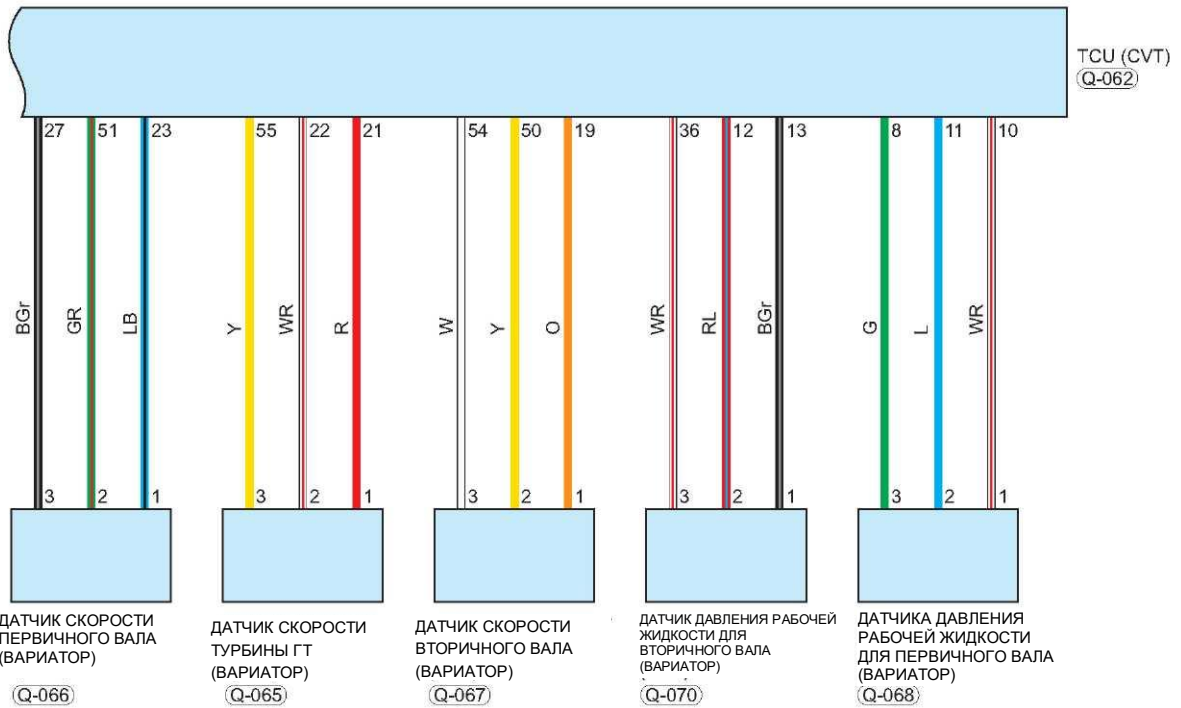 TCU (CVT)
Q-062
27 51 23 55 22 21 54 50 19 36 12 13 8 11 10
BGr GR LB Y WR R W Y O WR RL BGr G L WR
3 2 1 3 2 1 3 2 1 3 2 1 3 2 1
ДАТЧИК СКОРОСТИ
ПЕРВИЧНОГО ВАЛА
(ВАРИАТОР)
Q-066
ДАТЧИК СКОРОСТИ
ТУРБИНЫ ГТ
(ВАРИАТОР)
Q-065
ДАТЧИК СКОРОСТИ
ВТОРИЧНОГО ВАЛА
(ВАРИАТОР)
Q-067
ДАТЧИК ДАВЛЕНИЯ РАБОЧЕЙ
ЖИДКОСТИ ДЛЯ
ВТОРИЧНОГО ВАЛА
(ВАРИАТОР)
Q-070
ДАТЧИКА ДАВЛЕНИЯ
РАБОЧЕЙ ЖИДКОСТИ
ДЛЯ ПЕРВИЧНОГО ВАЛА
(ВАРИАТОР)
Q-068